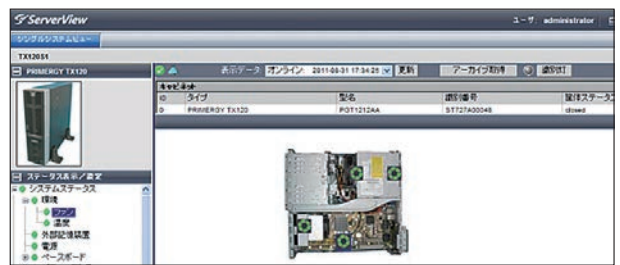 ServerView
ユーザ: administrator
シングルシステムビュー
TX120S1
PRIMERGY TX120
表示データ: オンライン: 2011-08-31 17:34:25 更新 アーカイブ取得 識別灯
キャビネット
ID タイプ 型名 識別番号 筐体ステータス
0 PRIMERGY TX120 closed
ステータス表示/設定
システムステータス
環境
ファン
温度
外部記憶装置
電源
ベースボード